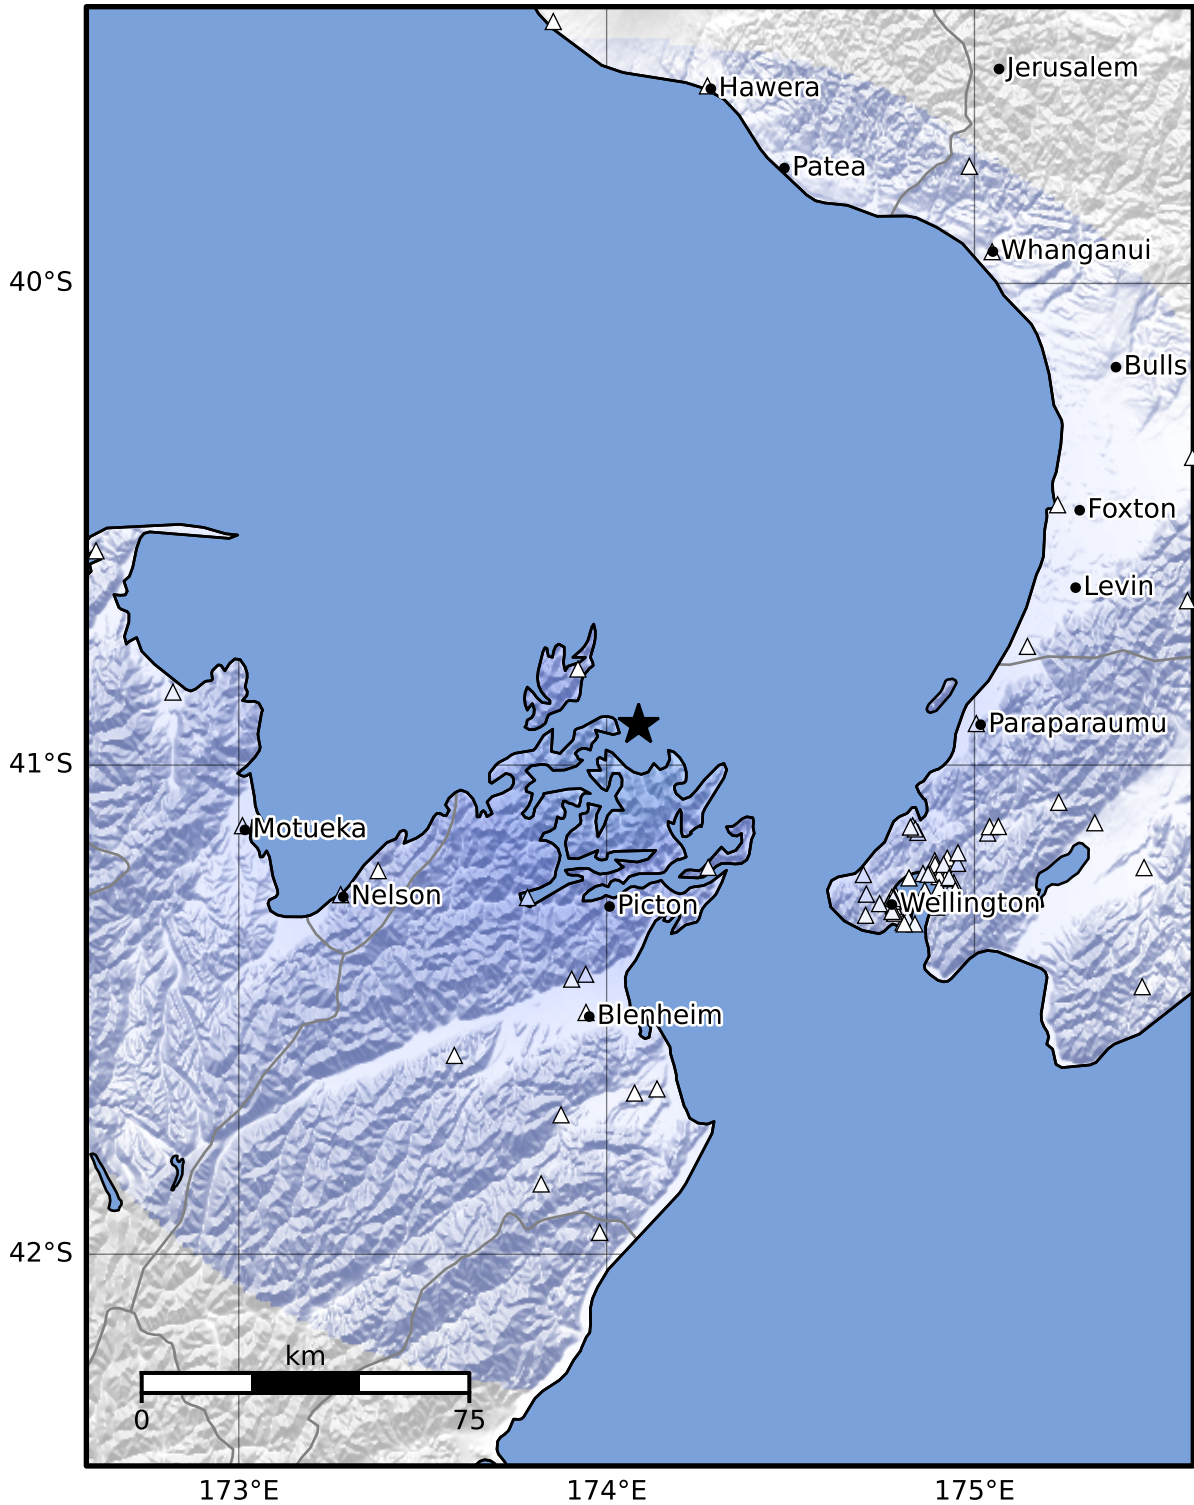 Jerusalem
Hawera
Patea
Whanganui
40°S
Bulls
Foxton
Levin
Paraparaumu
41°S
Motueka
Nelson
Picton
Wellington
Blenheim
42°S
km
0 75
173°E 174°E 175°E